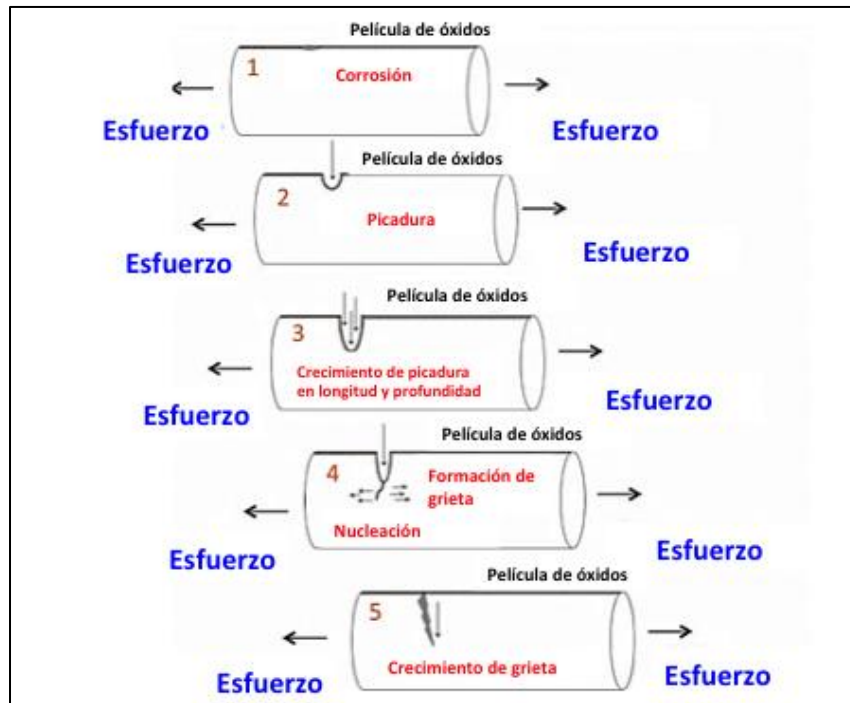 Película de óxidos
1
Corrosión
Esfuerzo
Esfuerzo
Película de óxidos
2
Picadura
Esfuerzo
Esfuerzo
Película de óxidos
3
Crecimiento de picadura
en longitud y profundidad
Esfuerzo
Esfuerzo
Película de óxidos
4
Formación de
grieta
Nucleación
Esfuerzo
Esfuerzo
Película de óxidos
5
Crecimiento de grieta
Esfuerzo
Esfuerzo